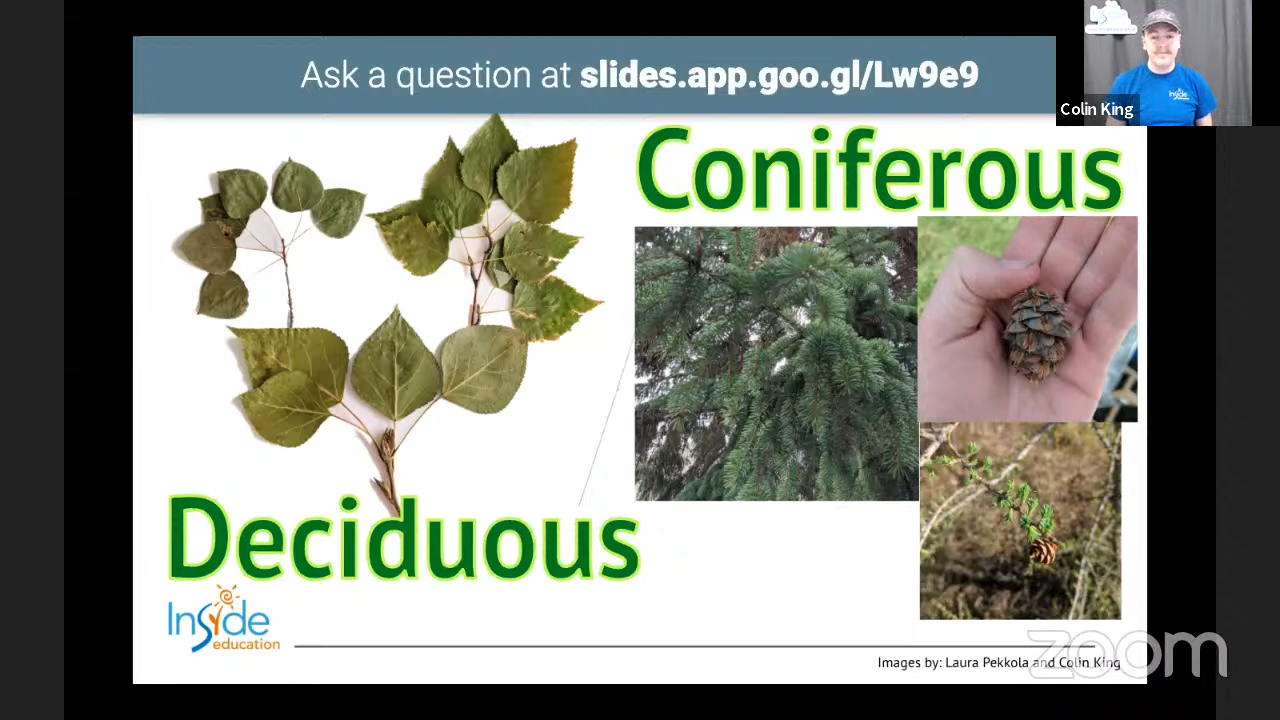 Ask a question at slides.app.goo.gl/Lw9e9
Colin King
Inside
Coniferous
Deciduous
Inside
education
Images by: Laura Pekkola and Colin King
zoom